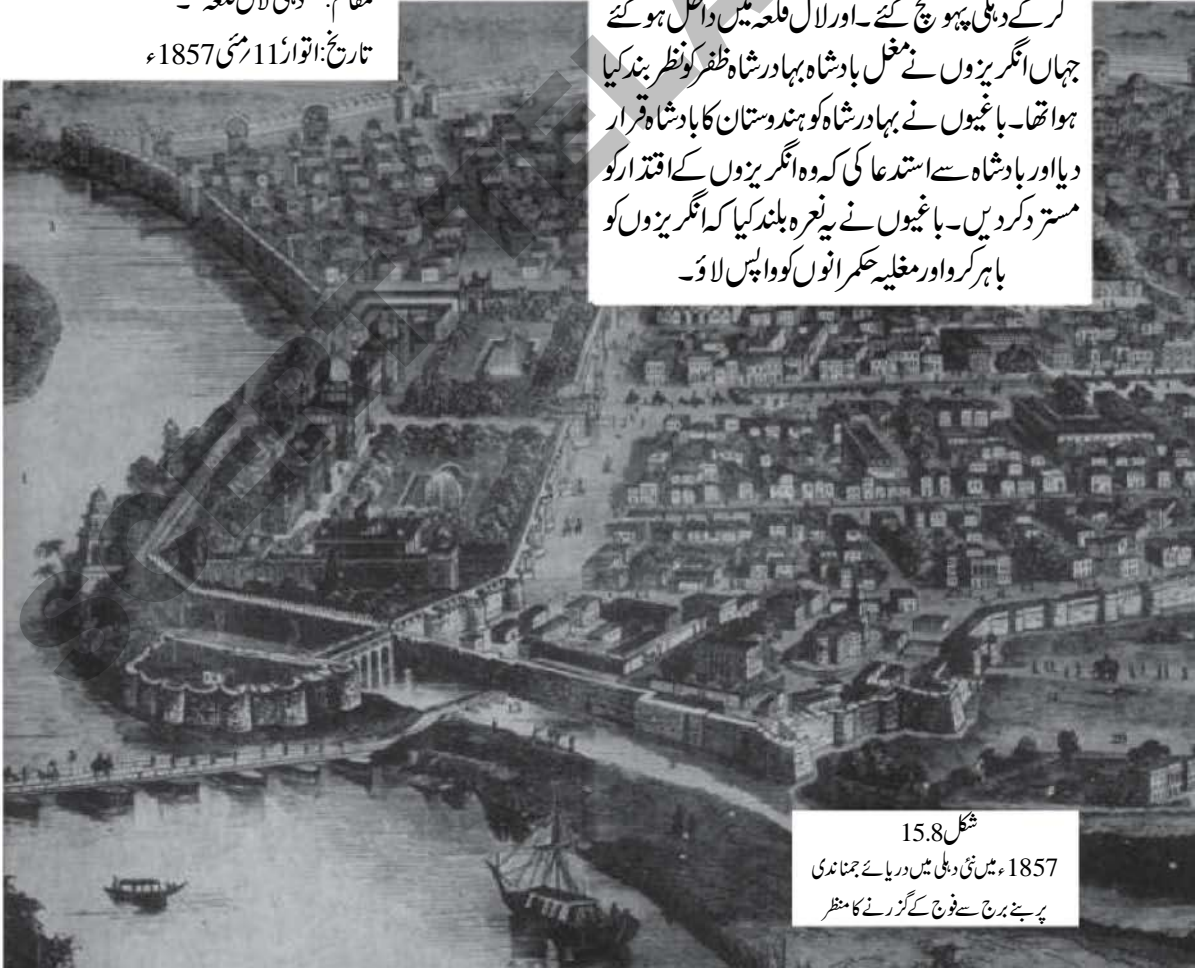 مقام: دہلی لال قلعہ۔
تاریخ: اتوار’11؍مئی 1857ء
کرکے دہلی پہونچ گئے۔ اور لال قلعہ میں داخل ہو گئے
جہاں انگریزوں نے مغل بادشاہ بہادر شاہ ظفر کو نظر بند کیا
ہوا تھا۔ باغیوں نے بہادر شاہ کو ہندوستان کا بادشاہ قرار
دیا اور بادشاہ سے استدعا کی کہ وہ انگریزوں کے اقتدار کو
مسترد کردیں۔ باغیوں نے یہ نعرہ بلند کیا کہ انگریزوں کو
باہر کرو اور مغلیہ حکمرانوں کو واپس لاؤ۔
شکل 15.8
1857ء میں نئی دہلی میں دریائے جمنا ندی
پر بنے برج سے فوج کے گزرنے کا منظر